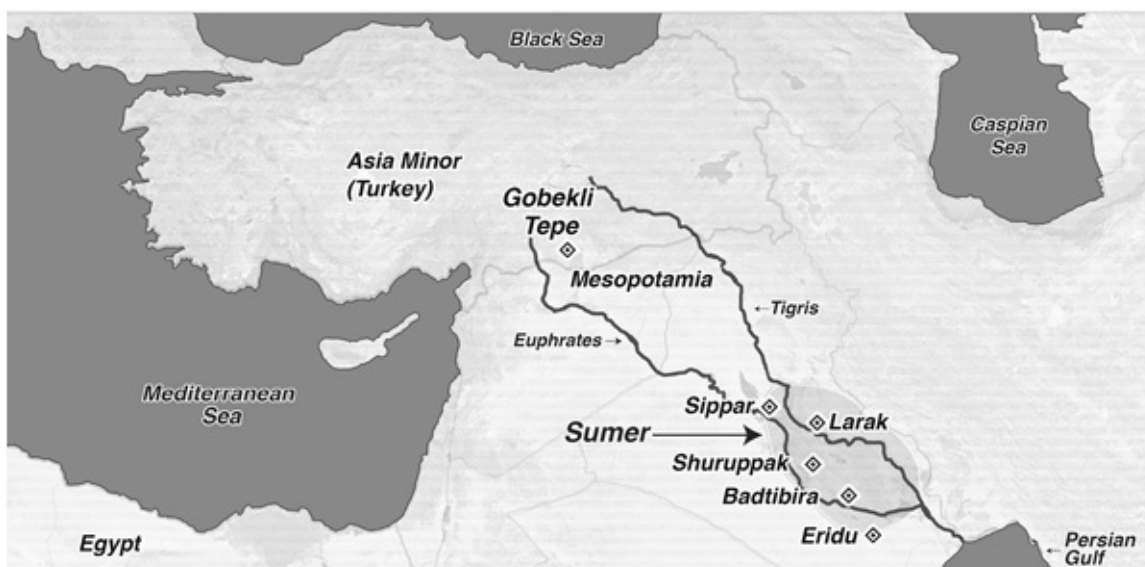 Black Sea
Caspian
Sea
Asia Minor
(Turkey)
Gobekli
Tepe
Mesopotamia
←Tigris
Euphrates→
Mediterranean
Sea
Sippar
Larak
Sumer
Shuruppak
Badtibira
Eridu
Egypt
←Persian
Gulf